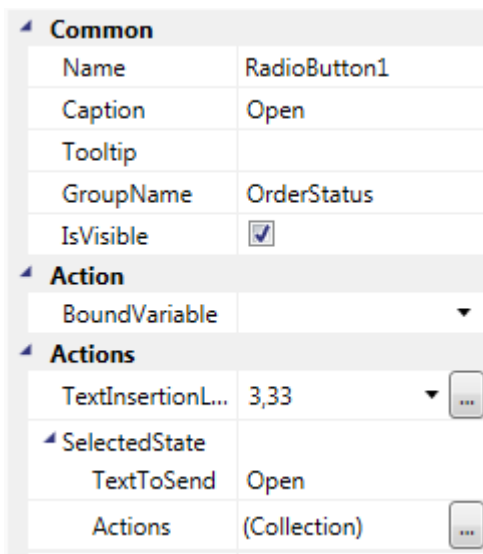 Common
Name RadioButton1
Caption Open
Tooltip
GroupName OrderStatus
IsVisible
Action
BoundVariable
Actions
TextInsertionL... 3,33 ...
SelectedState
TextToSend Open
Actions (Collection) ...